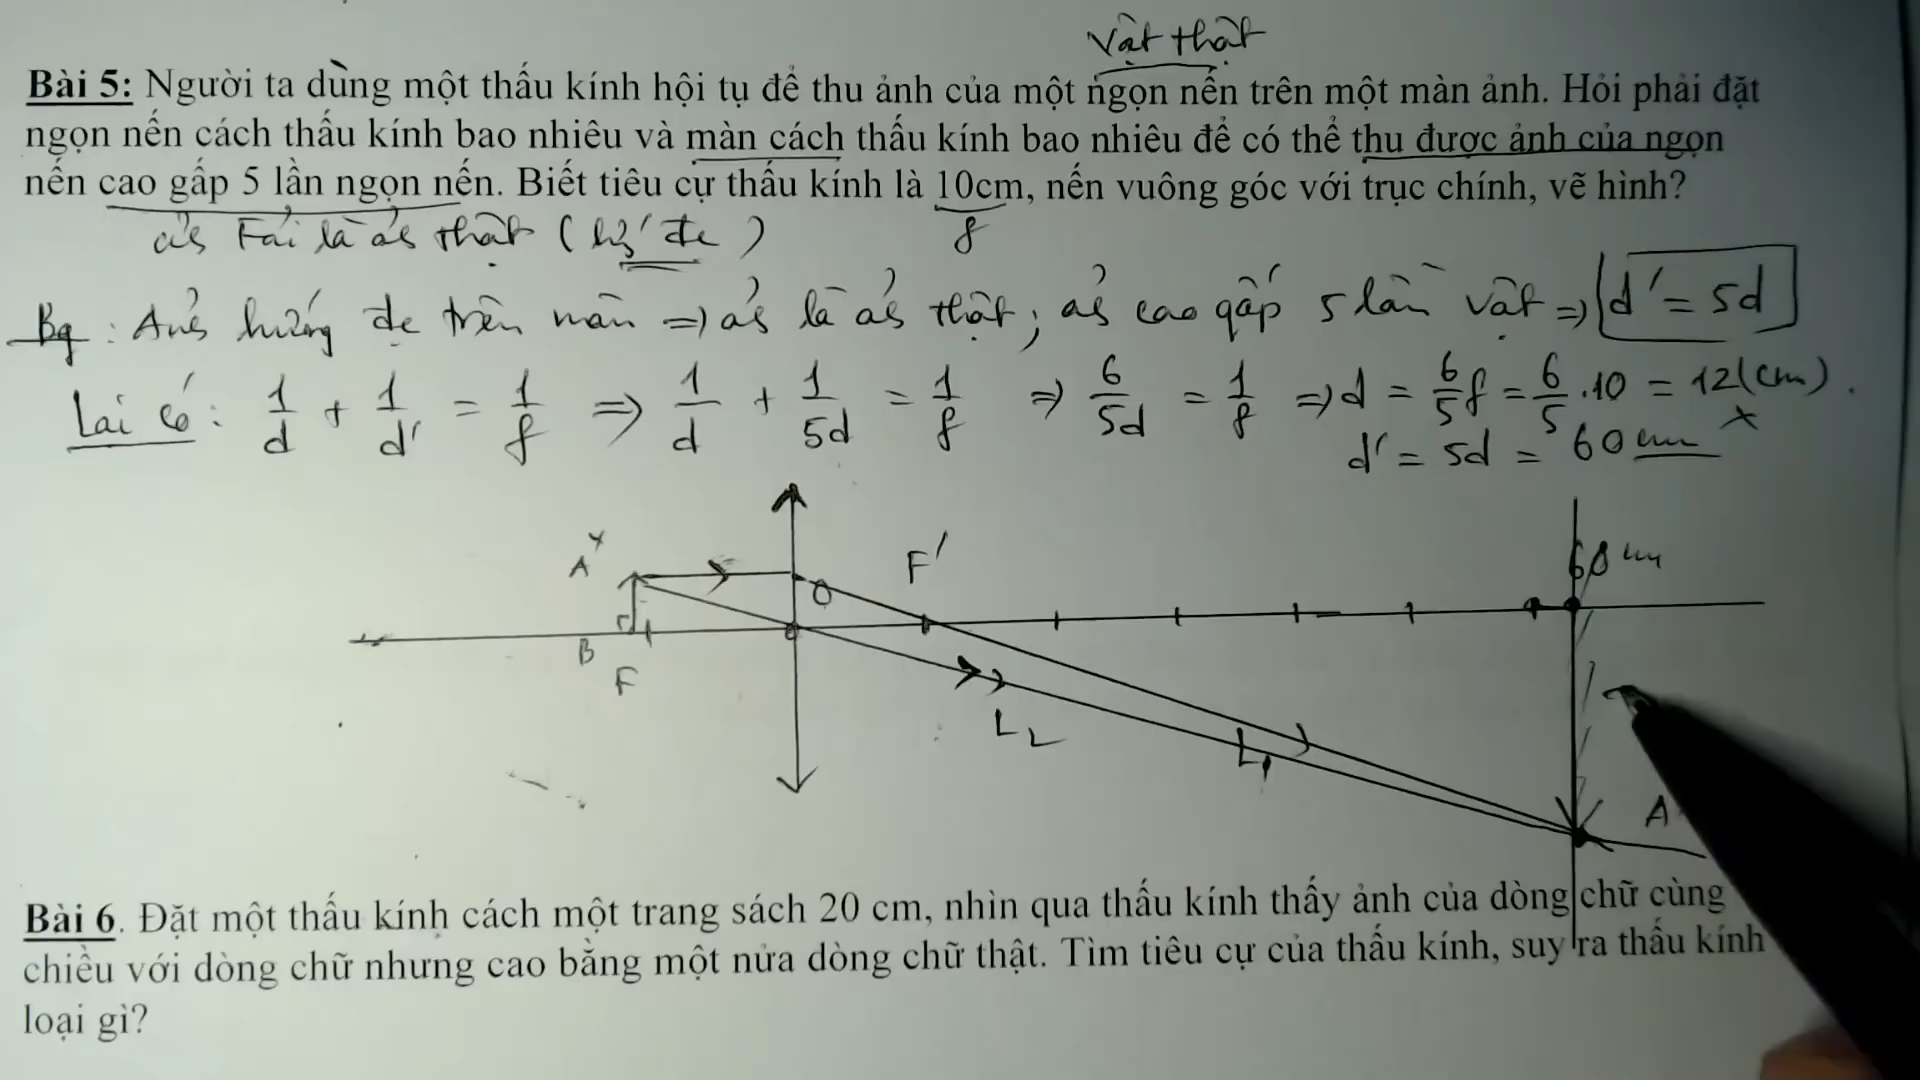 Vật thật
Bài 5: Người ta dùng một thấu kính hội tụ để thu ảnh của một ngọn nến trên một màn ảnh. Hỏi phải đặt
ngọn nến cách thấu kính bao nhiêu và màn cách thấu kính bao nhiêu để có thể thu được ảnh của ngọn
nến cao gấp 5 lần ngọn nến. Biết tiêu cự thấu kính là 10cm, nến vuông góc với trục chính, vẽ hình?
là thật f
: Ảnh hứng đc trên màn => là thật; cao gấp 5 lần vật => d' = 5d
Lại có: 1/d + 1/d' = 1/f => 1/d + 1/5d = 1/f => 6/5d = 1/f => d = 6/5 f = 6/5 . 10 = 12 (cm).
d' = 5d = 60 cm
A F' 60 cm
O
B
F
L2 L1
A
Bài 6. Đặt một thấu kính cách một trang sách 20 cm, nhìn qua thấu kính thấy ảnh của dòng chữ cùng
chiều với dòng chữ nhưng cao bằng một nửa dòng chữ thật. Tìm tiêu cự của thấu kính, suy ra thấu kính
loại gì?